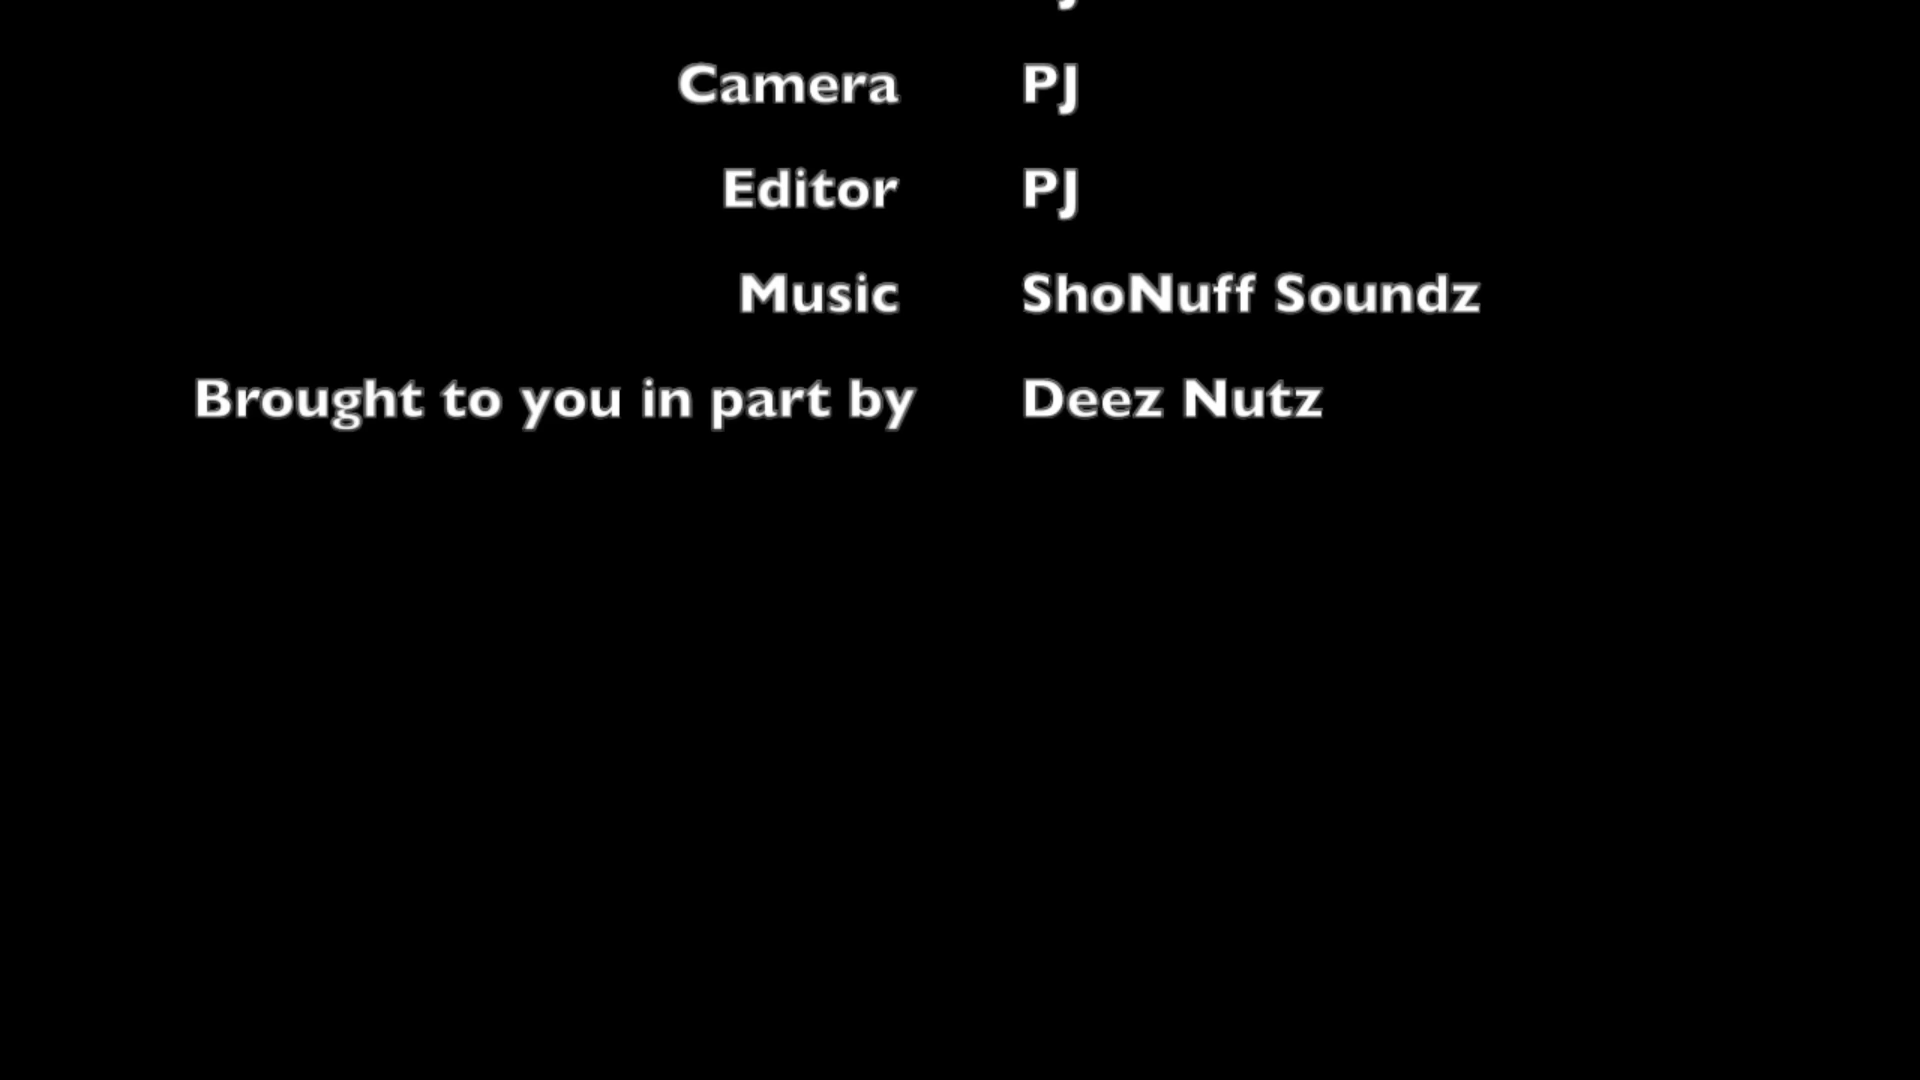 Camera PJ
Editor PJ
Music ShoNuff Soundz
Brought to you in part by Deez Nutz